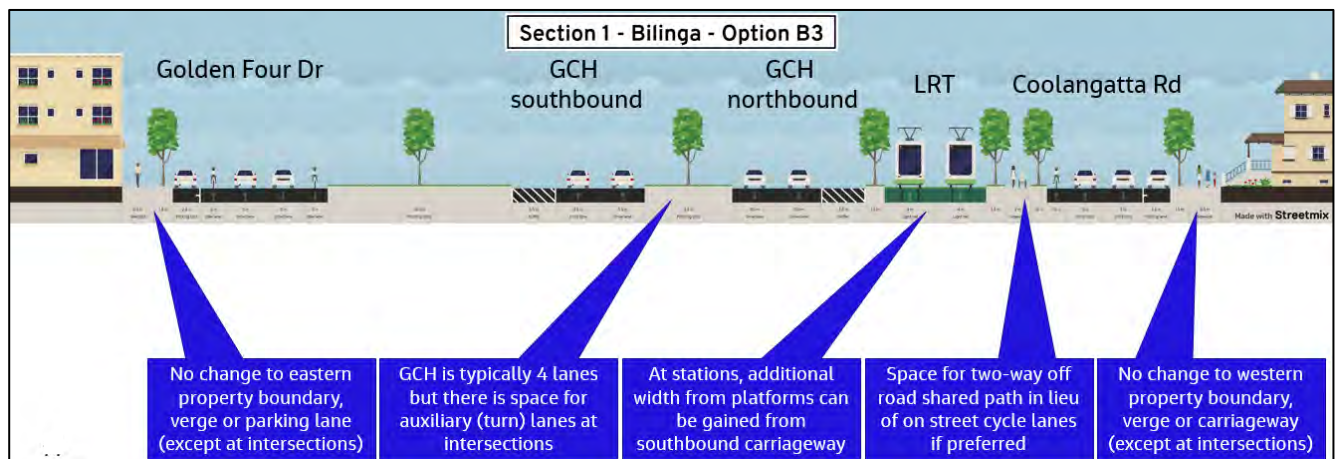 Section 1 - Bilinga - Option B3
Golden Four Dr
GCH
southbound
GCH
northbound
LRT
Coolangatta Rd
Made with Streetmix
No change to eastern
property boundary,
verge or parking lane
(except at intersections)
GCH is typically 4 lanes
but there is space for
auxiliary (turn) lanes at
intersections
At stations, additional
width from platforms can
be gained from
southbound carriageway
Space for two-way off
road shared path in lieu
of on street cycle lanes
if preferred
No change to western
property boundary,
verge or carriageway
(except at intersections)